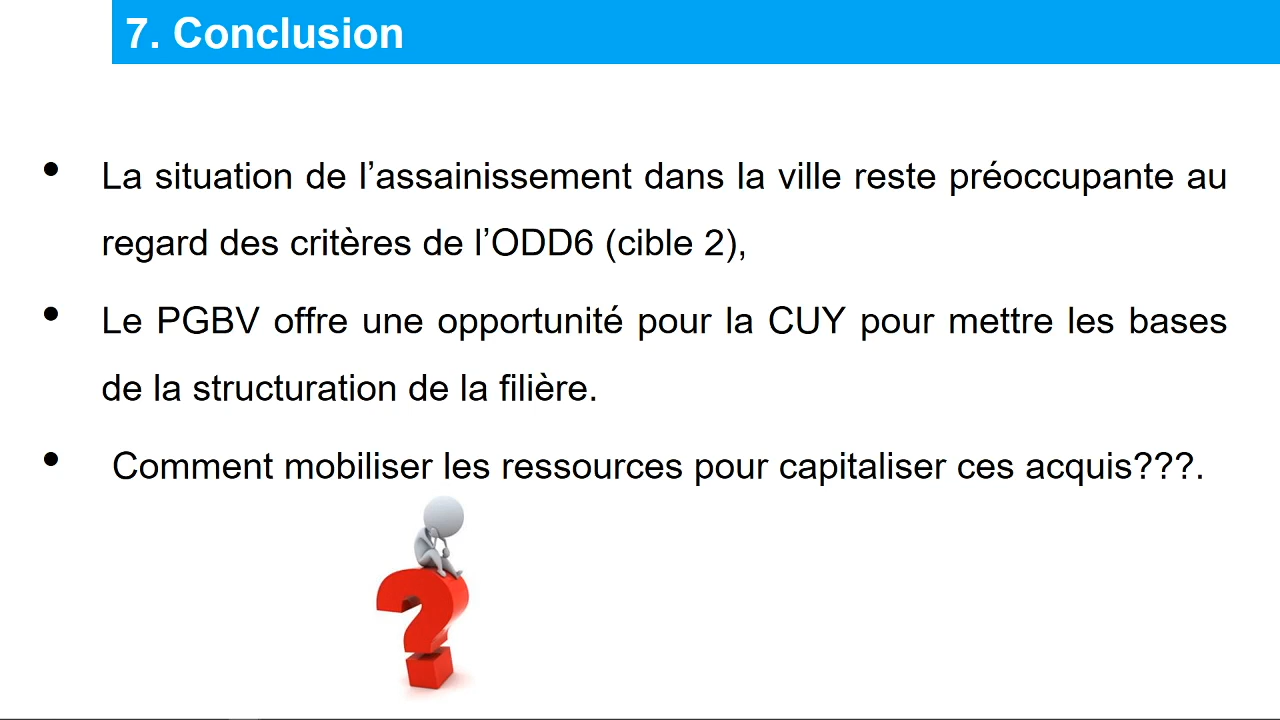 7. Conclusion
• La situation de l’assainissement dans la ville reste préoccupante au
regard des critères de l’ODD6 (cible 2),
• Le PGBV offre une opportunité pour la CUY pour mettre les bases
de la structuration de la filière.
• Comment mobiliser les ressources pour capitaliser ces acquis???.